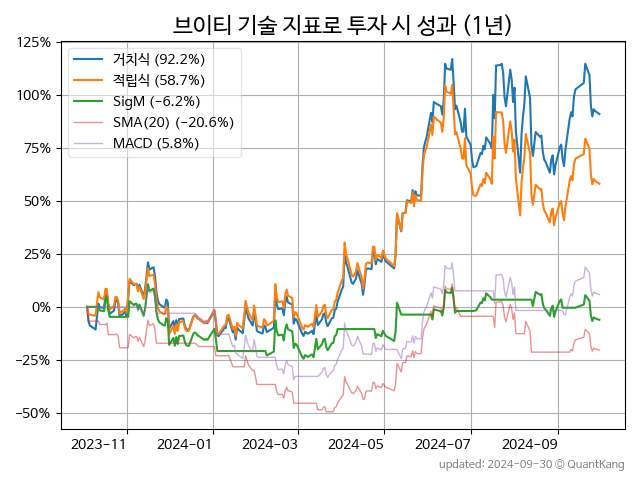 브이티 기술 지표로 투자 시 성과 (1년)
125%
100%
75%
50%
25%
0%
−25%
−50%
거치식 (92.2%)
적립식 (58.7%)
SigM (−6.2%)
SMA(20) (−20.6%)
MACD (5.8%)
2023-11
2024-01
2024-03
2024-05
2024-07
2024-09
updated: 2024-09-30 © QuantKang